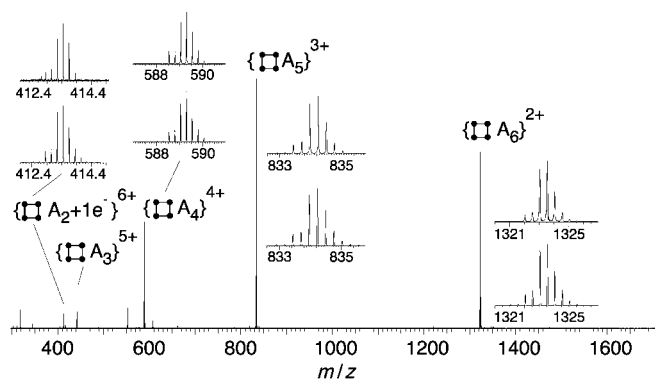 412.4 414.4
588 590
{ A₅}³⁺
412.4 414.4
588 590
833 835
{ A₆}²⁺
{ A₂+1e⁻}⁶⁺
{ A₄}⁴⁺
1321 1325
{ A₃}⁵⁺
833 835
1321 1325
400 600 800 1000 1200 1400 1600
m/z